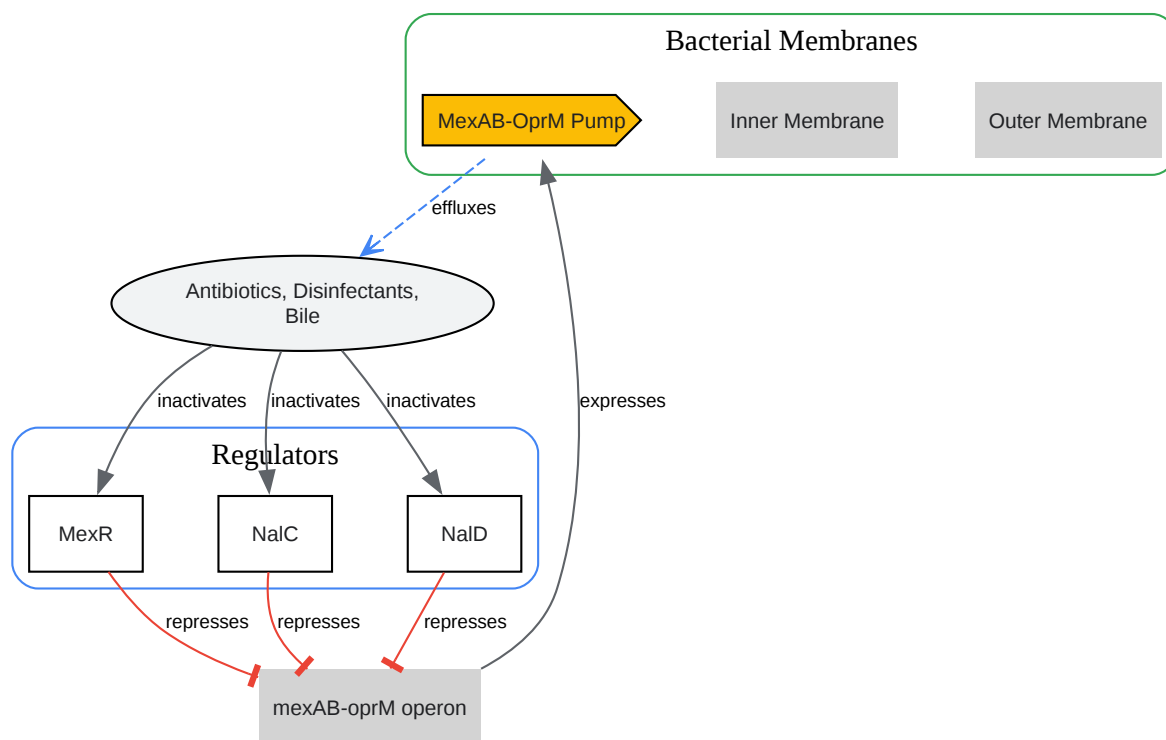 Bacterial Membranes
MexAB-OprM Pump
Inner Membrane
Outer Membrane
effluxes
Antibiotics, Disinfectants,
Bile
inactivates
inactivates
inactivates
expresses
Regulators
MexR
NalC
NalD
represses
represses
represses
mexAB-oprM operon